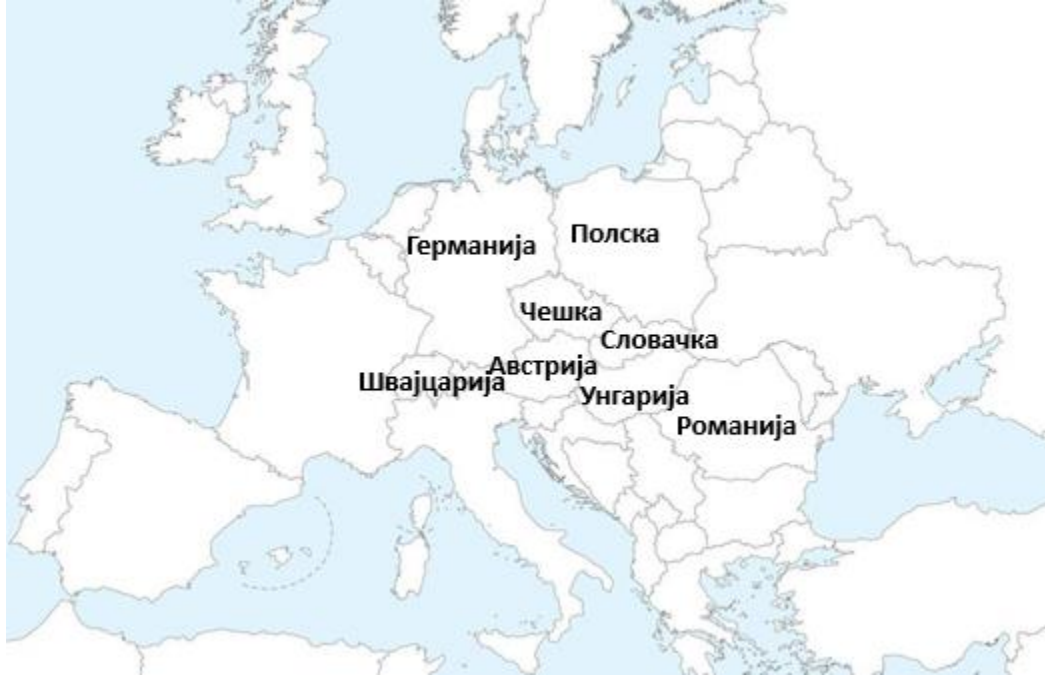 Полска
Германија
Чешка
Словачка
Австрија
Швајцарија
Унгарија
Романија